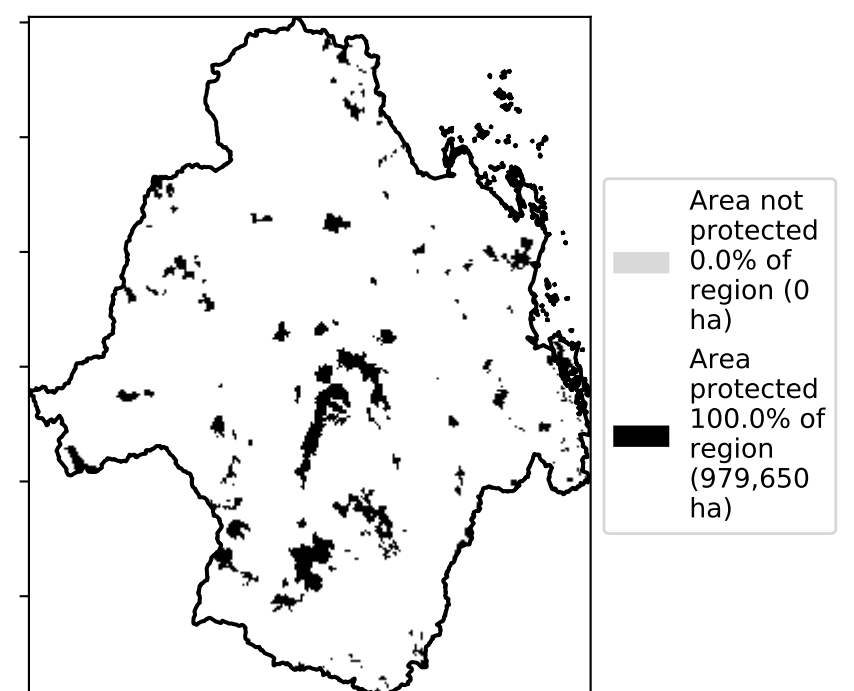 Area not
protected
0.0% of
region (0
ha)
Area
protected
100.0% of
region
(979,650
ha)